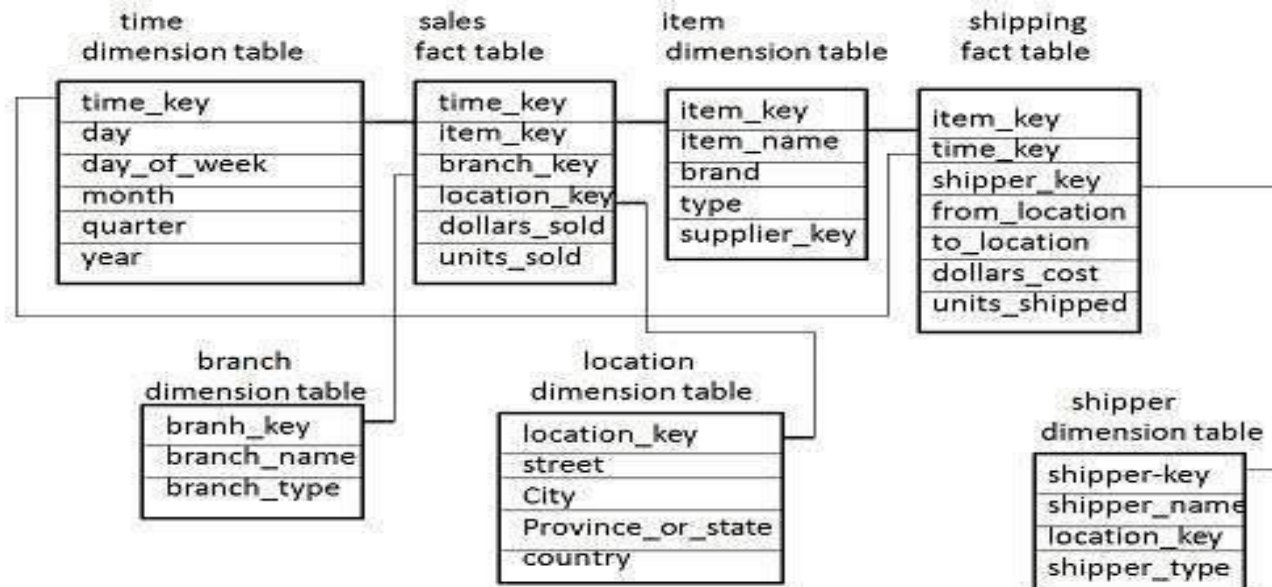 time
dimension table
time_key
day
day_of_week
month
quarter
year
sales
fact table
time_key
item_key
branch_key
location_key
dollars_sold
units_sold
item
dimension table
item_key
item_name
brand
type
supplier_key
shipping
fact table
item_key
time_key
shipper_key
from_location
to_location
dollars_cost
units_shipped
branch
dimension table
branh_key
branch_name
branch_type
location
dimension table
location_key
street
City
Province_or_state
country
shipper
dimension table
shipper-key
shipper_name
location_key
shipper_type